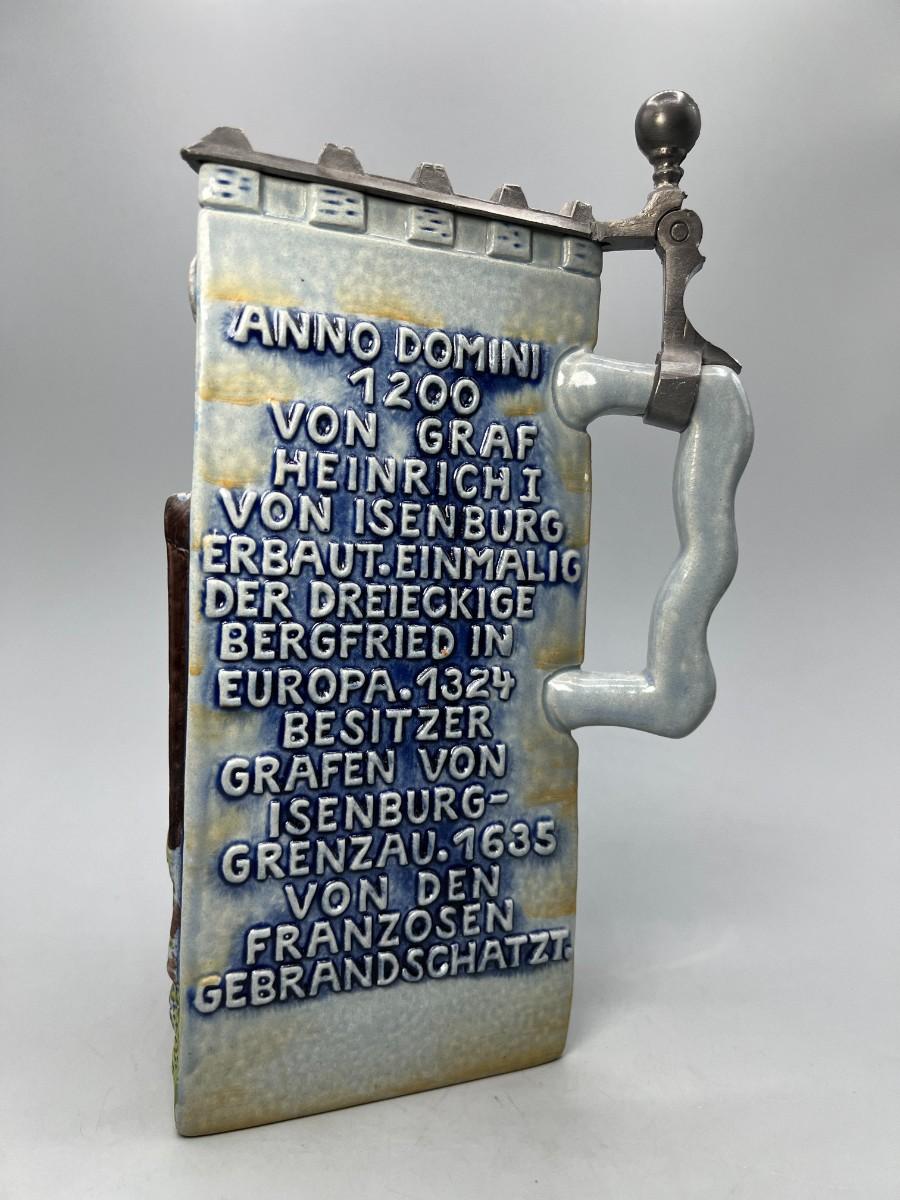 ANNO DOMINI
1200
VON GRAF
HEINRICH I
VON ISENBURG
ERBAUT. EINMALIG
DER DREIECKIGE
BERGFRIED IN
EUROPA. 1324
BESITZER
GRAFEN VON
ISENBURG-
GRENZAU. 1635
VON DEN
FRANZOSEN
GEBRANDSCHATZT.